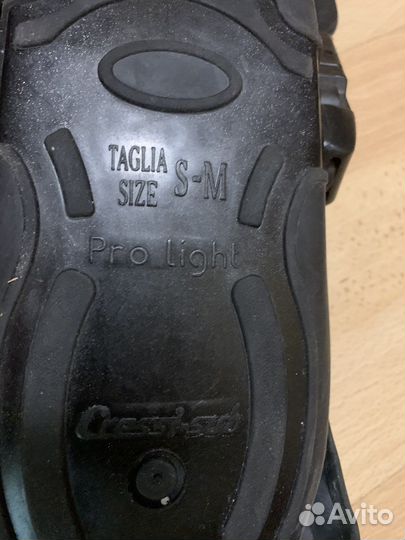 TAGLIA
SIZE S-M
Pro light
Cressi-sub
Avito